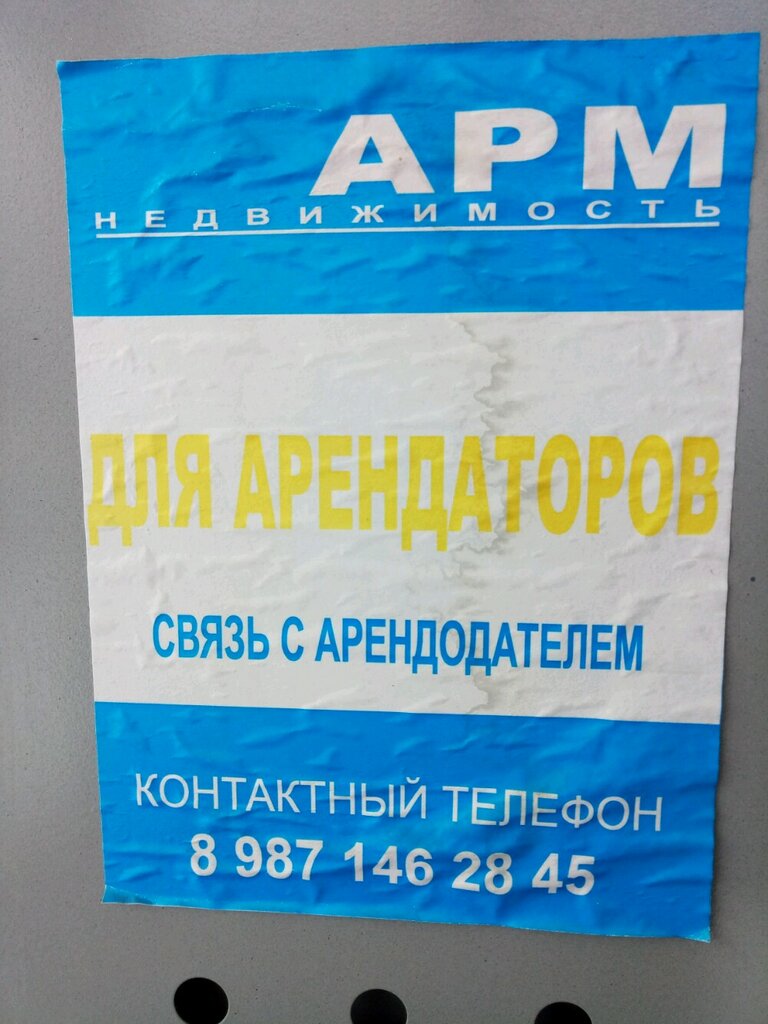 АРМ
НЕДВИЖИМОСТЬ
ДЛЯ АРЕНДАТОРОВ
СВЯЗЬ С АРЕНДОДАТЕЛЕМ
КОНТАКТНЫЙ ТЕЛЕФОН
8 987 146 28 45